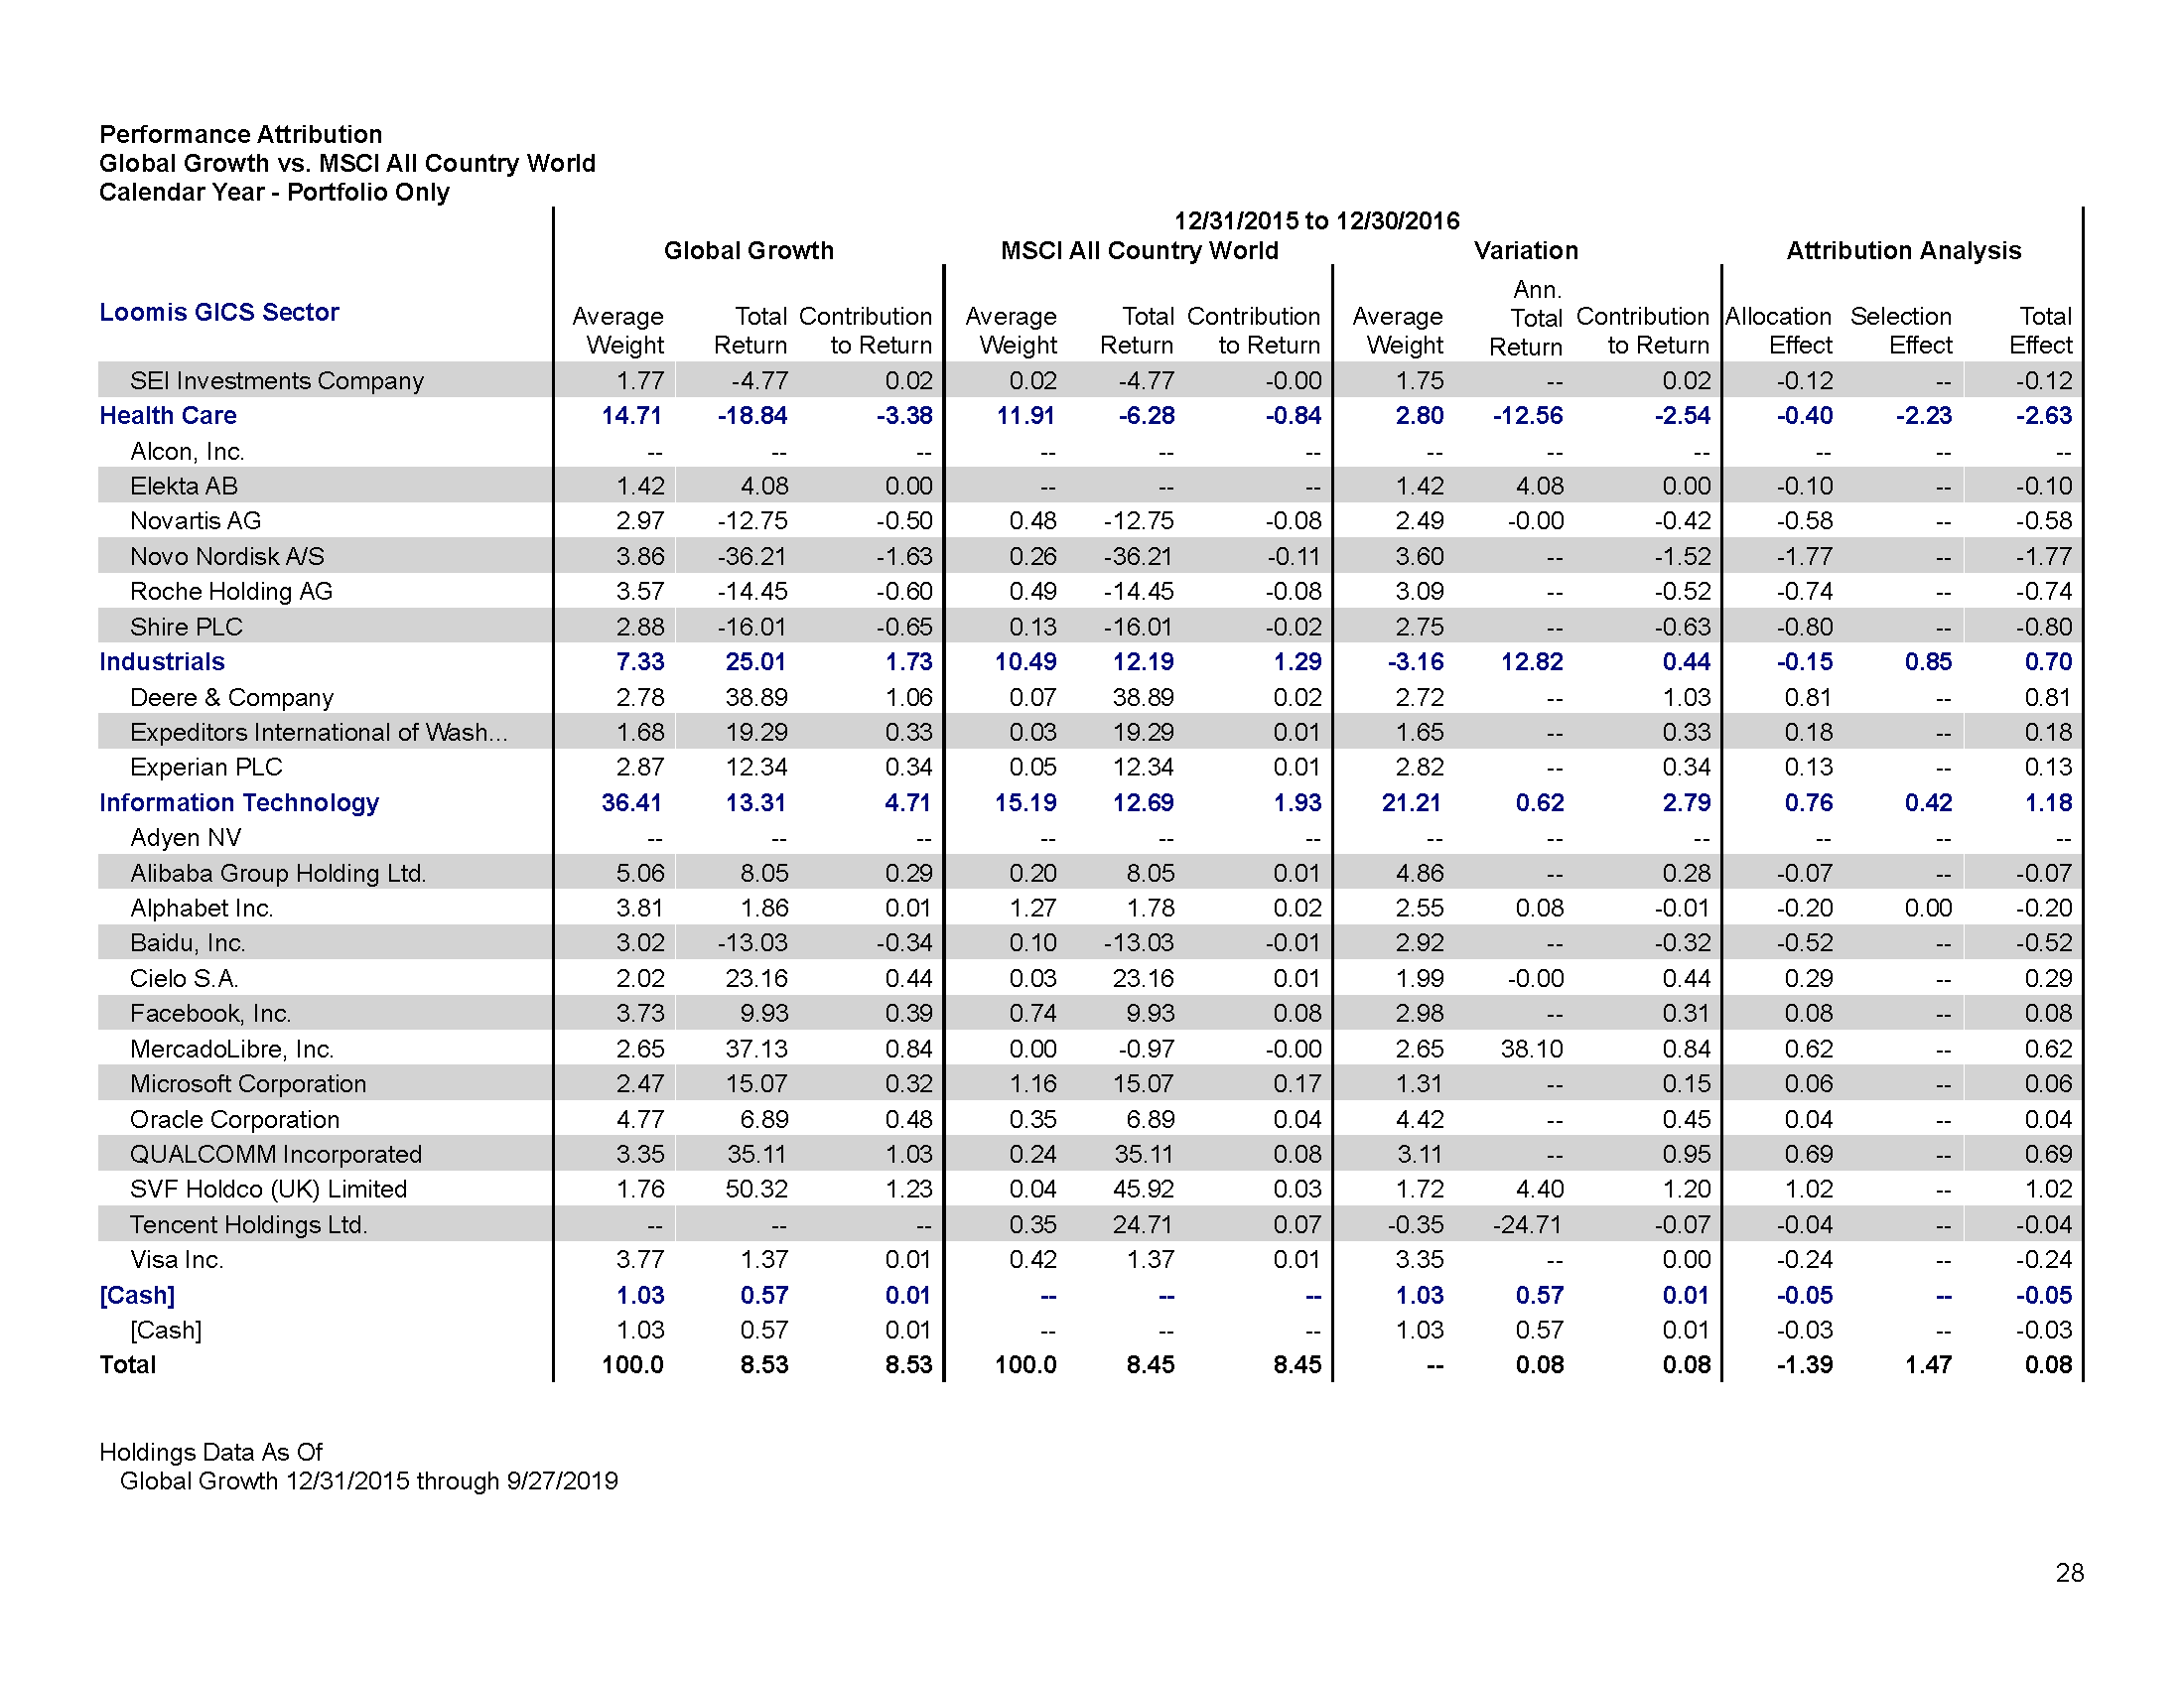 Performance Attribution
Global Growth vs. MSCI All Country World
Calendar Year - Portfolio Only
12/31/2015 to 12/30/2016
Global Growth MSCI All Country World Variation Attribution Analysis
Loomis GICS Sector Average Weight Total Return Contribution to Return Average Weight Total Return Contribution to Return Average Weight Ann. Total Return Contribution to Return Allocation Effect Selection Effect Total Effect
SEI Investments Company 1.77 -4.77 0.02 0.02 -4.77 -0.00 1.75 -- 0.02 -0.12 -- -0.12
Health Care 14.71 -18.84 -3.38 11.91 -6.28 -0.84 2.80 -12.56 -2.54 -0.40 -2.23 -2.63
Alcon, Inc. -- -- -- -- -- -- -- -- -- -- -- --
Elekta AB 1.42 4.08 0.00 -- -- -- 1.42 4.08 0.00 -0.10 -- -0.10
Novartis AG 2.97 -12.75 -0.50 0.48 -12.75 -0.08 2.49 -0.00 -0.42 -0.58 -- -0.58
Novo Nordisk A/S 3.86 -36.21 -1.63 0.26 -36.21 -0.11 3.60 -- -1.52 -1.77 -- -1.77
Roche Holding AG 3.57 -14.45 -0.60 0.49 -14.45 -0.08 3.09 -- -0.52 -0.74 -- -0.74
Shire PLC 2.88 -16.01 -0.65 0.13 -16.01 -0.02 2.75 -- -0.63 -0.80 -- -0.80
Industrials 7.33 25.01 1.73 10.49 12.19 1.29 -3.16 12.82 0.44 -0.15 0.85 0.70
Deere & Company 2.78 38.89 1.06 0.07 38.89 0.02 2.72 -- 1.03 0.81 -- 0.81
Expeditors International of Wash... 1.68 19.29 0.33 0.03 19.29 0.01 1.65 -- 0.33 0.18 -- 0.18
Experian PLC 2.87 12.34 0.34 0.05 12.34 0.01 2.82 -- 0.34 0.13 -- 0.13
Information Technology 36.41 13.31 4.71 15.19 12.69 1.93 21.21 0.62 2.79 0.76 0.42 1.18
Adyen NV -- -- -- -- -- -- -- -- -- -- -- --
Alibaba Group Holding Ltd. 5.06 8.05 0.29 0.20 8.05 0.01 4.86 -- 0.28 -0.07 -- -0.07
Alphabet Inc. 3.81 1.86 0.01 1.27 1.78 0.02 2.55 0.08 -0.01 -0.20 0.00 -0.20
Baidu, Inc. 3.02 -13.03 -0.34 0.10 -13.03 -0.01 2.92 -- -0.32 -0.52 -- -0.52
Cielo S.A. 2.02 23.16 0.44 0.03 23.16 0.01 1.99 -0.00 0.44 0.29 -- 0.29
Facebook, Inc. 3.73 9.93 0.39 0.74 9.93 0.08 2.98 -- 0.31 0.08 -- 0.08
MercadoLibre, Inc. 2.65 37.13 0.84 0.00 -0.97 -0.00 2.65 38.10 0.84 0.62 -- 0.62
Microsoft Corporation 2.47 15.07 0.32 1.16 15.07 0.17 1.31 -- 0.15 0.06 -- 0.06
Oracle Corporation 4.77 6.89 0.48 0.35 6.89 0.04 4.42 -- 0.45 0.04 -- 0.04
QUALCOMM Incorporated 3.35 35.11 1.03 0.24 35.11 0.08 3.11 -- 0.95 0.69 -- 0.69
SVF Holdco (UK) Limited 1.76 50.32 1.23 0.04 45.92 0.03 1.72 4.40 1.20 1.02 -- 1.02
Tencent Holdings Ltd. -- -- -- 0.35 24.71 0.07 -0.35 -24.71 -0.07 -0.04 -- -0.04
Visa Inc. 3.77 1.37 0.01 0.42 1.37 0.01 3.35 -- 0.00 -0.24 -- -0.24
[Cash] 1.03 0.57 0.01 -- -- -- 1.03 0.57 0.01 -0.05 -- -0.05
[Cash] 1.03 0.57 0.01 -- -- -- 1.03 0.57 0.01 -0.03 -- -0.03
Total 100.0 8.53 8.53 100.0 8.45 8.45 -- 0.08 0.08 -1.39 1.47 0.08
Holdings Data As Of
Global Growth 12/31/2015 through 9/27/2019
28